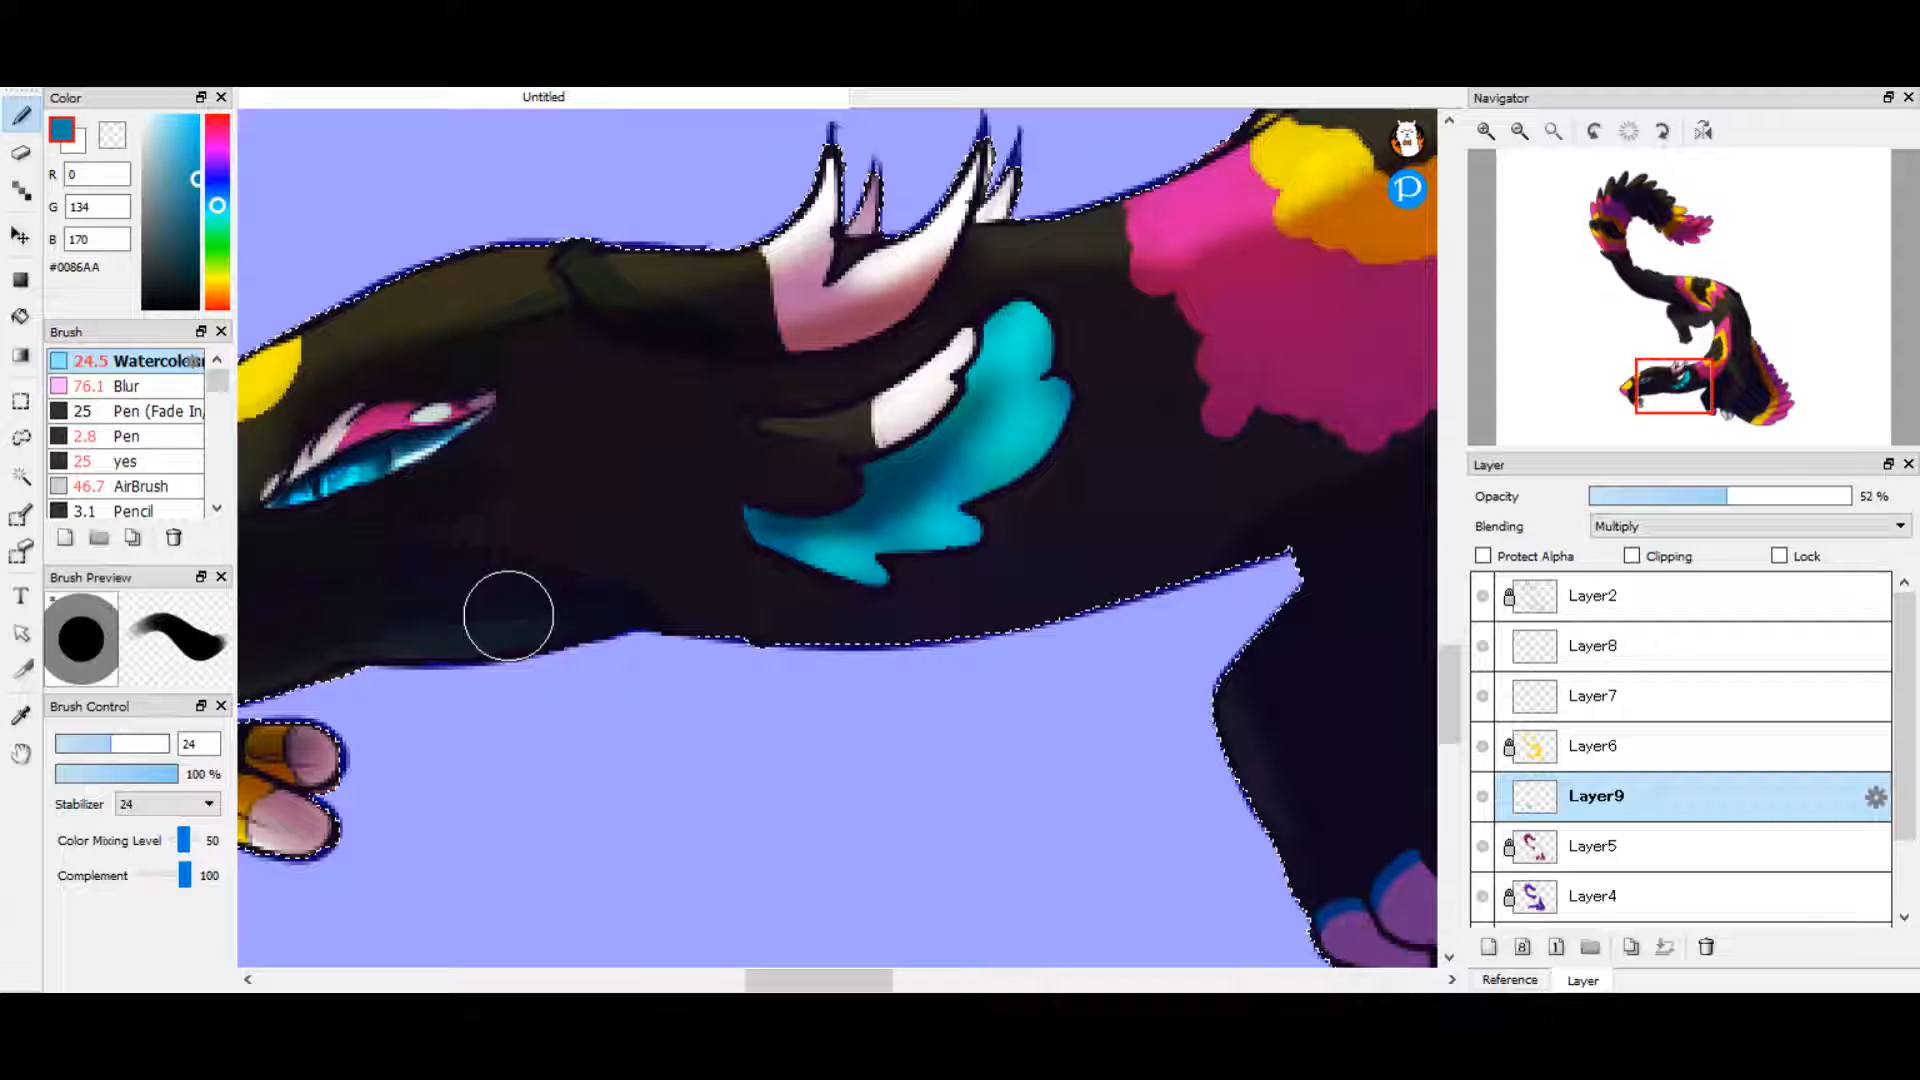 Color
Untitled
Navigator
R 0
G 134
B 170
#0086AA
Brush
24.5
76.1 Blur
25 Pen (Fade In/
2.8 Pen
25 yes
46.7 AirBrush
3.1 Pencil
Brush Preview
Brush Control
24
100 %
Stabilizer 24
Color Mixing Level 50
Complement 100
P
T
Layer
Opacity 52 %
Blending Multiply
Protect Alpha Clipping Lock
Layer2
Layer8
Layer7
Layer6
Layer9
Layer5
Layer4
8 1
Reference Layer